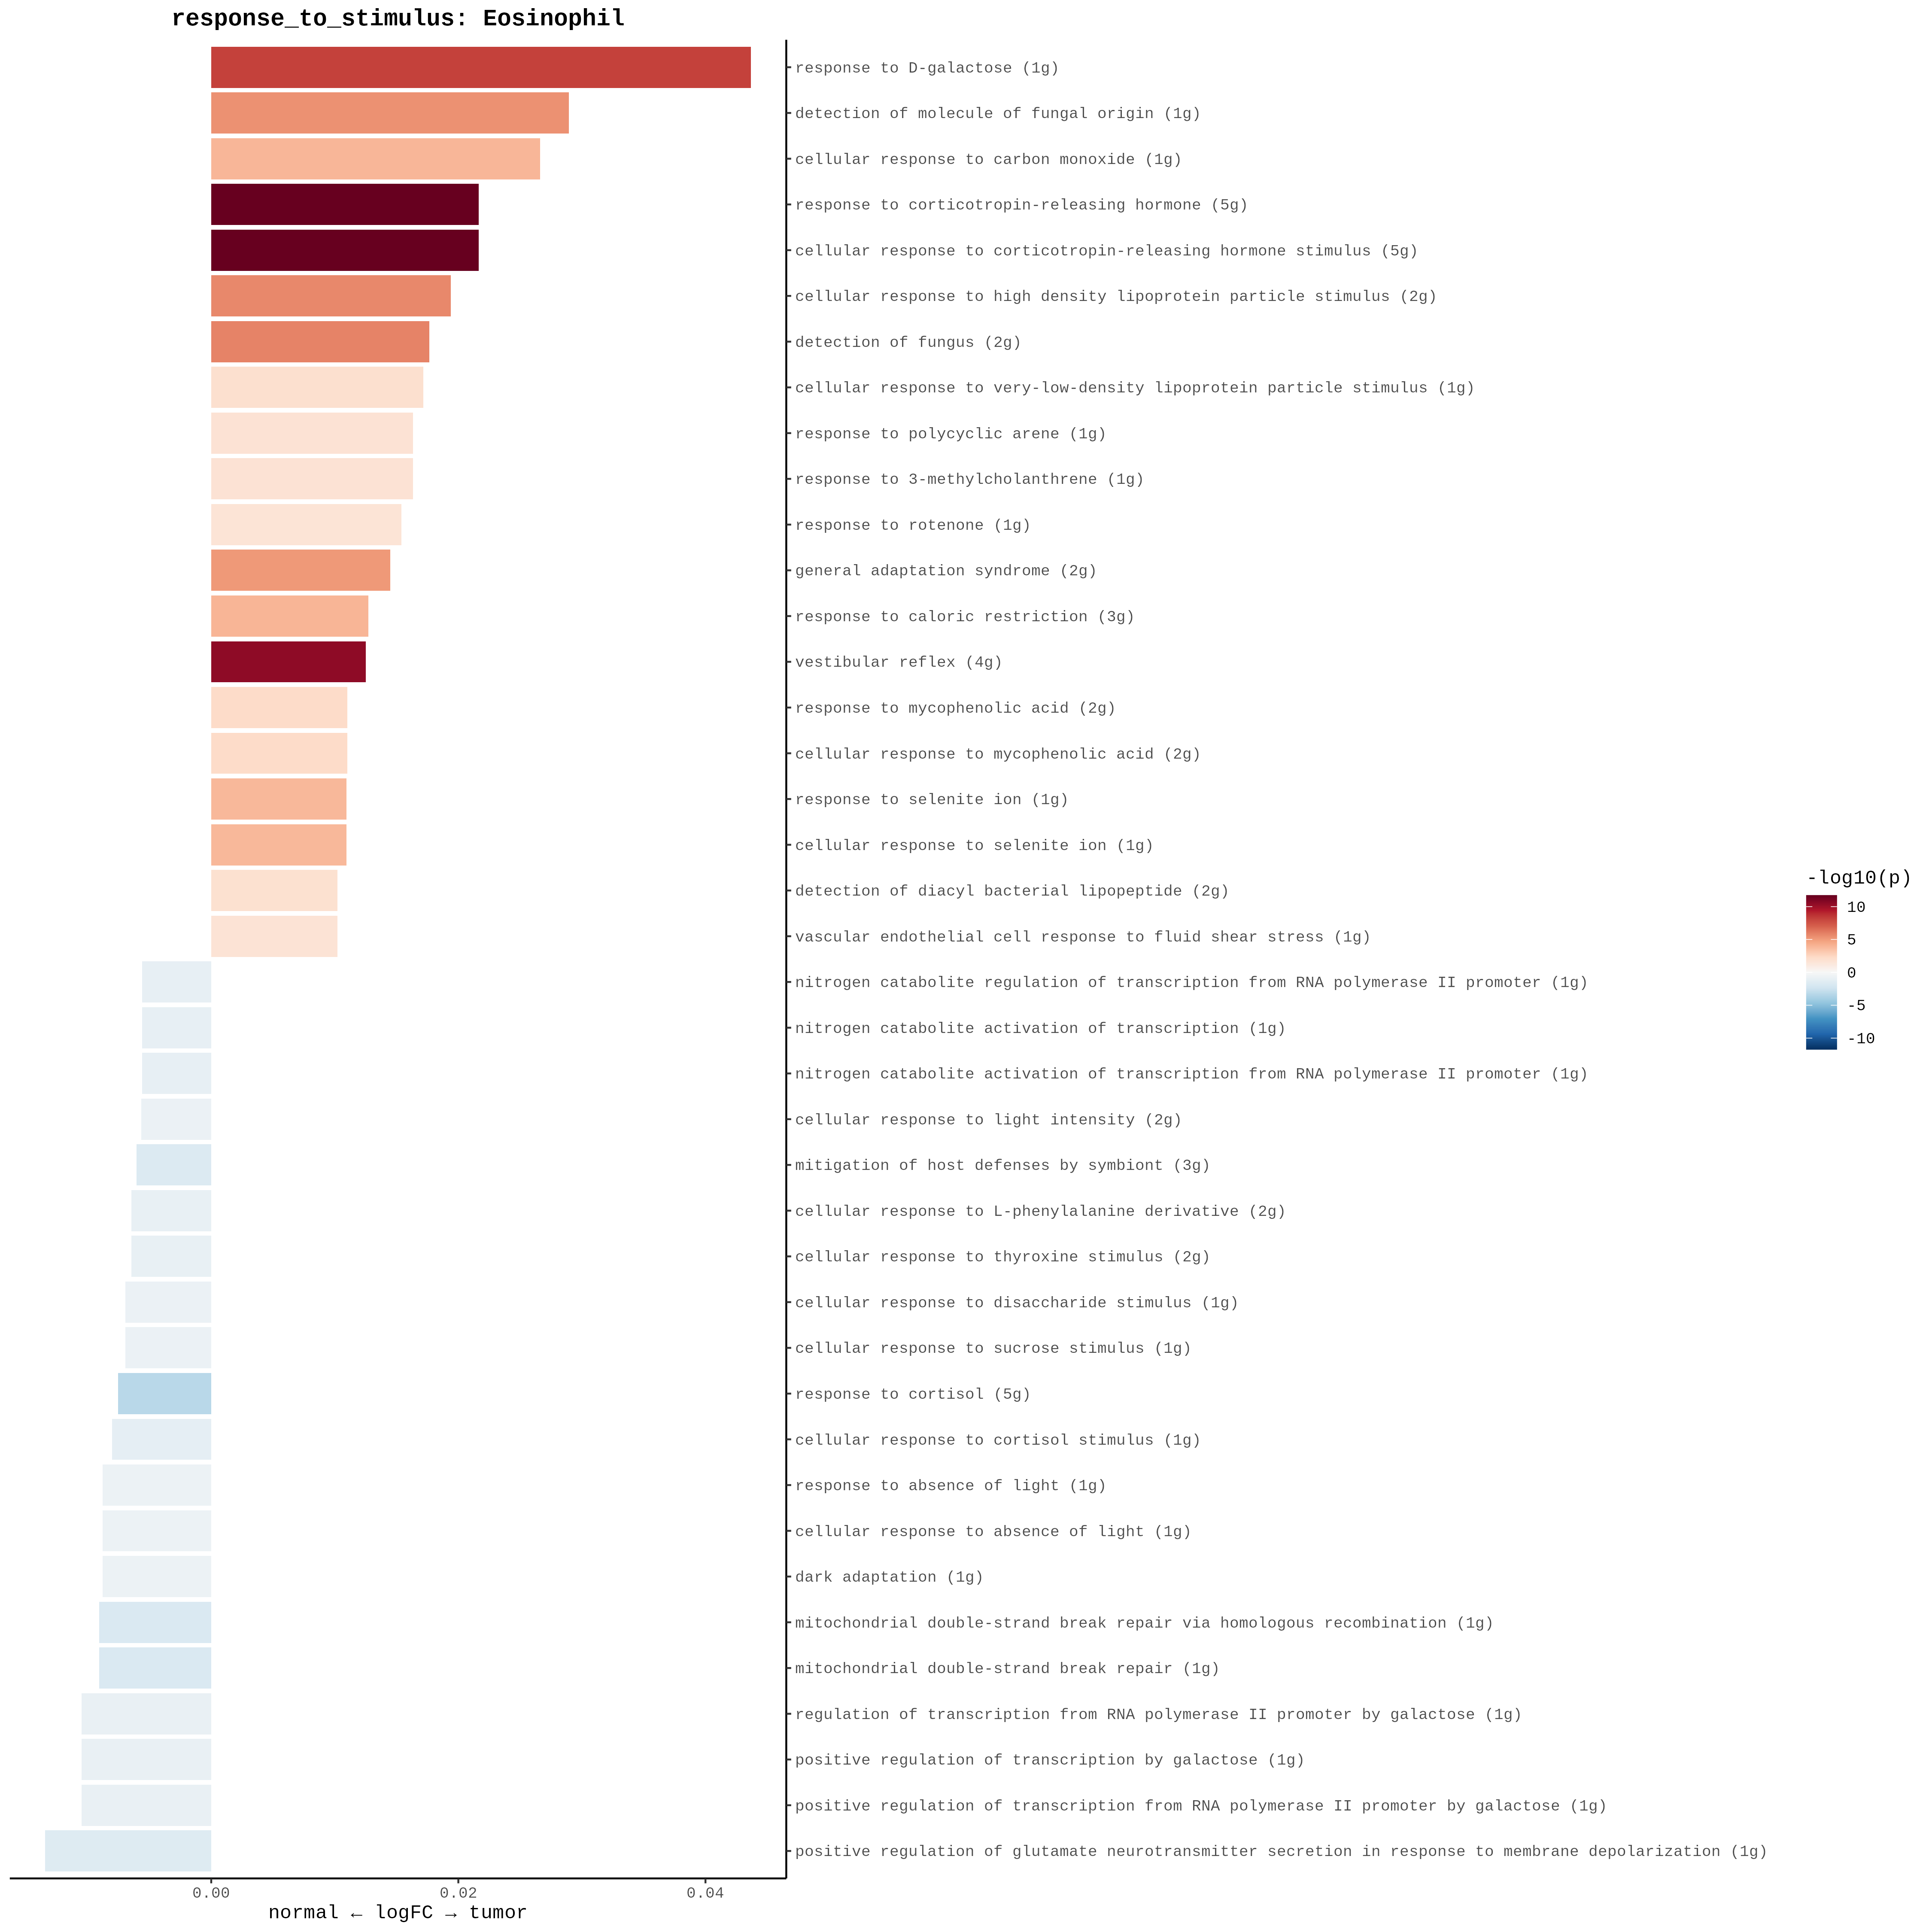 response_to_stimulus: Eosinophil
response to D-galactose (1g)
detection of molecule of fungal origin (1g)
cellular response to carbon monoxide (1g)
response to corticotropin-releasing hormone (5g)
cellular response to corticotropin-releasing hormone stimulus (5g)
cellular response to high density lipoprotein particle stimulus (2g)
detection of fungus (2g)
cellular response to very-low-density lipoprotein particle stimulus (1g)
response to polycyclic arene (1g)
response to 3-methylcholanthrene (1g)
response to rotenone (1g)
general adaptation syndrome (2g)
response to caloric restriction (3g)
vestibular reflex (4g)
response to mycophenolic acid (2g)
cellular response to mycophenolic acid (2g)
response to selenite ion (1g)
cellular response to selenite ion (1g)
detection of diacyl bacterial lipopeptide (2g)
vascular endothelial cell response to fluid shear stress (1g)
nitrogen catabolite regulation of transcription from RNA polymerase II promoter (1g)
nitrogen catabolite activation of transcription (1g)
nitrogen catabolite activation of transcription from RNA polymerase II promoter (1g)
cellular response to light intensity (2g)
mitigation of host defenses by symbiont (3g)
cellular response to L-phenylalanine derivative (2g)
cellular response to thyroxine stimulus (2g)
cellular response to disaccharide stimulus (1g)
cellular response to sucrose stimulus (1g)
response to cortisol (5g)
cellular response to cortisol stimulus (1g)
response to absence of light (1g)
cellular response to absence of light (1g)
dark adaptation (1g)
mitochondrial double-strand break repair via homologous recombination (1g)
mitochondrial double-strand break repair (1g)
regulation of transcription from RNA polymerase II promoter by galactose (1g)
positive regulation of transcription by galactose (1g)
positive regulation of transcription from RNA polymerase II promoter by galactose (1g)
positive regulation of glutamate neurotransmitter secretion in response to membrane depolarization (1g)
0.00 0.02 0.04
normal ← logFC → tumor
-log10(p)
10
5
0
-5
-10